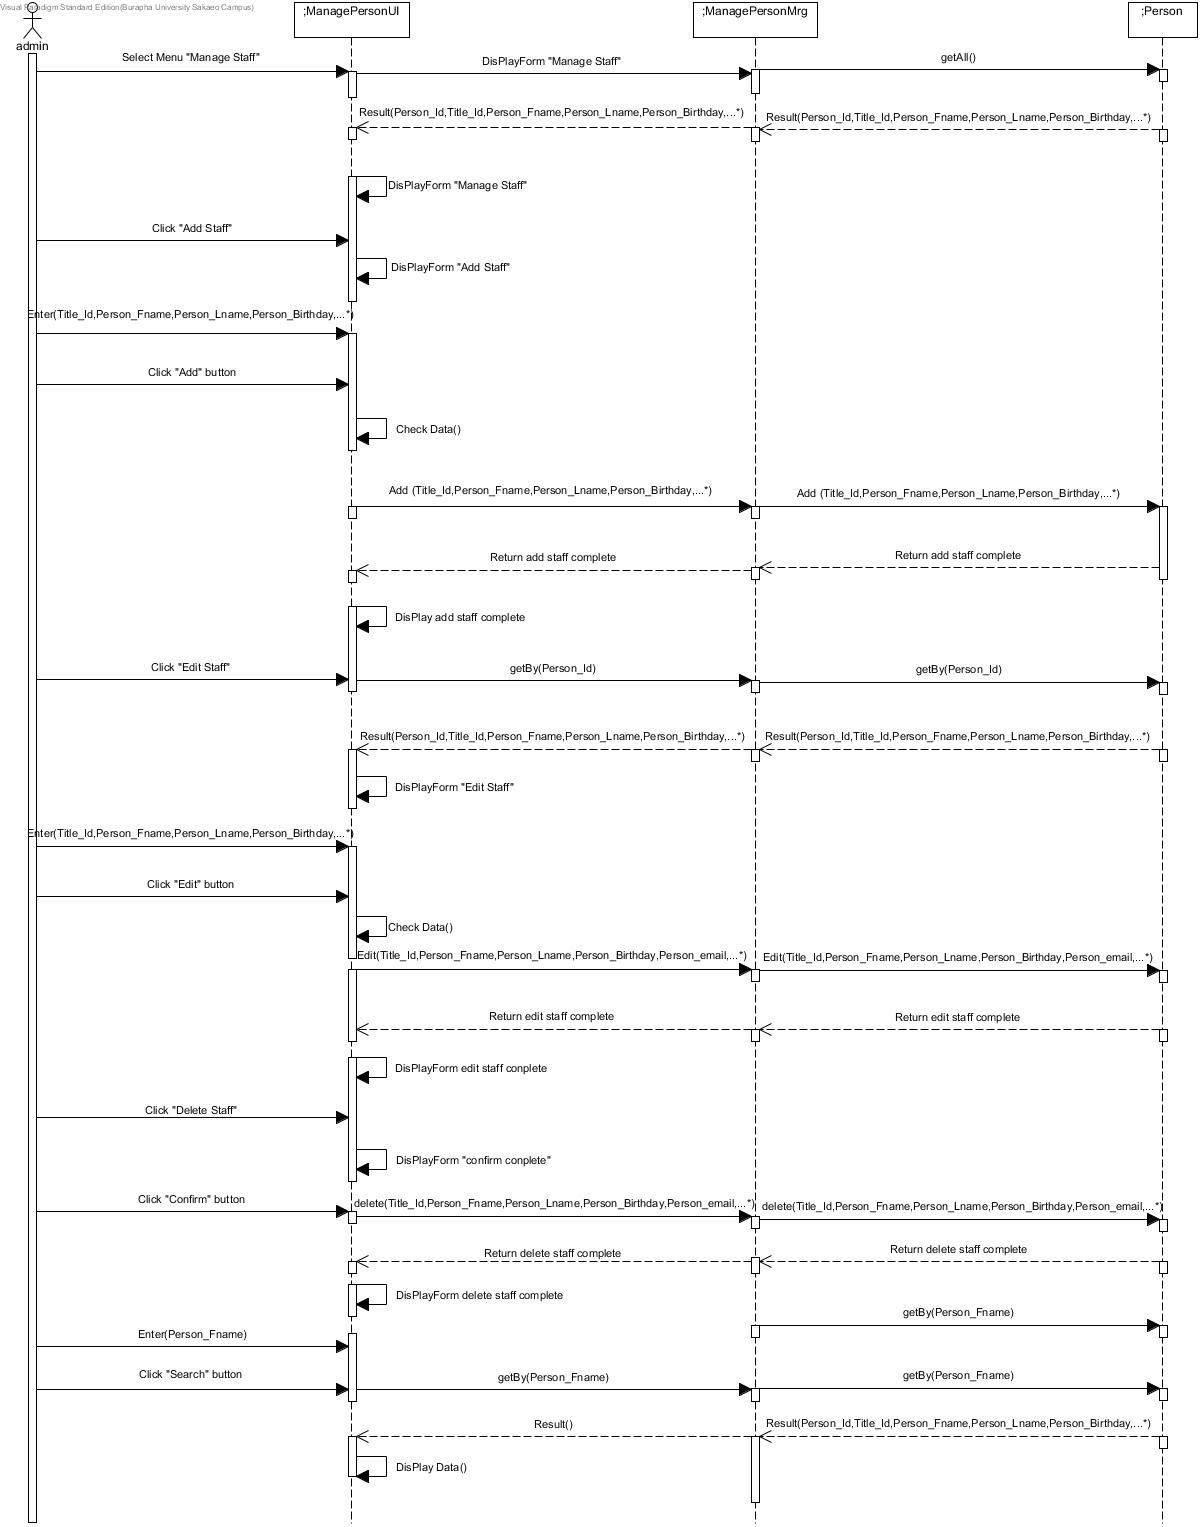 Visual Paradigm Standard Edition(Burapha University Sakaeo Campus)
;ManagePersonUI
;ManagePersonMrg
;Person
admin
Select Menu "Manage Staff"
DisPlayForm "Manage Staff"
getAll()
Result(Person_Id,Title_Id,Person_Fname,Person_Lname,Person_Birthday,...*)
Result(Person_Id,Title_Id,Person_Fname,Person_Lname,Person_Birthday,...*)
DisPlayForm "Manage Staff"
Click "Add Staff"
DisPlayForm "Add Staff"
Enter(Title_Id,Person_Fname,Person_Lname,Person_Birthday,...*)
Click "Add" button
Check Data()
Add (Title_Id,Person_Fname,Person_Lname,Person_Birthday,...*)
Add (Title_Id,Person_Fname,Person_Lname,Person_Birthday,...*)
Return add staff complete
Return add staff complete
DisPlay add staff complete
Click "Edit Staff"
getBy(Person_Id)
getBy(Person_Id)
Result(Person_Id,Title_Id,Person_Fname,Person_Lname,Person_Birthday,...*)
Result(Person_Id,Title_Id,Person_Fname,Person_Lname,Person_Birthday,...*)
DisPlayForm "Edit Staff"
Enter(Title_Id,Person_Fname,Person_Lname,Person_Birthday,...*)
Click "Edit" button
Check Data()
Edit(Title_Id,Person_Fname,Person_Lname,Person_Birthday,Person_email,...*)
Edit(Title_Id,Person_Fname,Person_Lname,Person_Birthday,Person_email,...*)
Return edit staff complete
Return edit staff complete
DisPlayForm edit staff conplete
Click "Delete Staff"
DisPlayForm "confirm conplete"
Click "Confirm" button
delete(Title_Id,Person_Fname,Person_Lname,Person_Birthday,Person_email,...*)
delete(Title_Id,Person_Fname,Person_Lname,Person_Birthday,Person_email,...*)
Return delete staff complete
Return delete staff complete
DisPlayForm delete staff complete
getBy(Person_Fname)
Enter(Person_Fname)
Click "Search" button
getBy(Person_Fname)
getBy(Person_Fname)
Result()
Result(Person_Id,Title_Id,Person_Fname,Person_Lname,Person_Birthday,...*)
DisPlay Data()